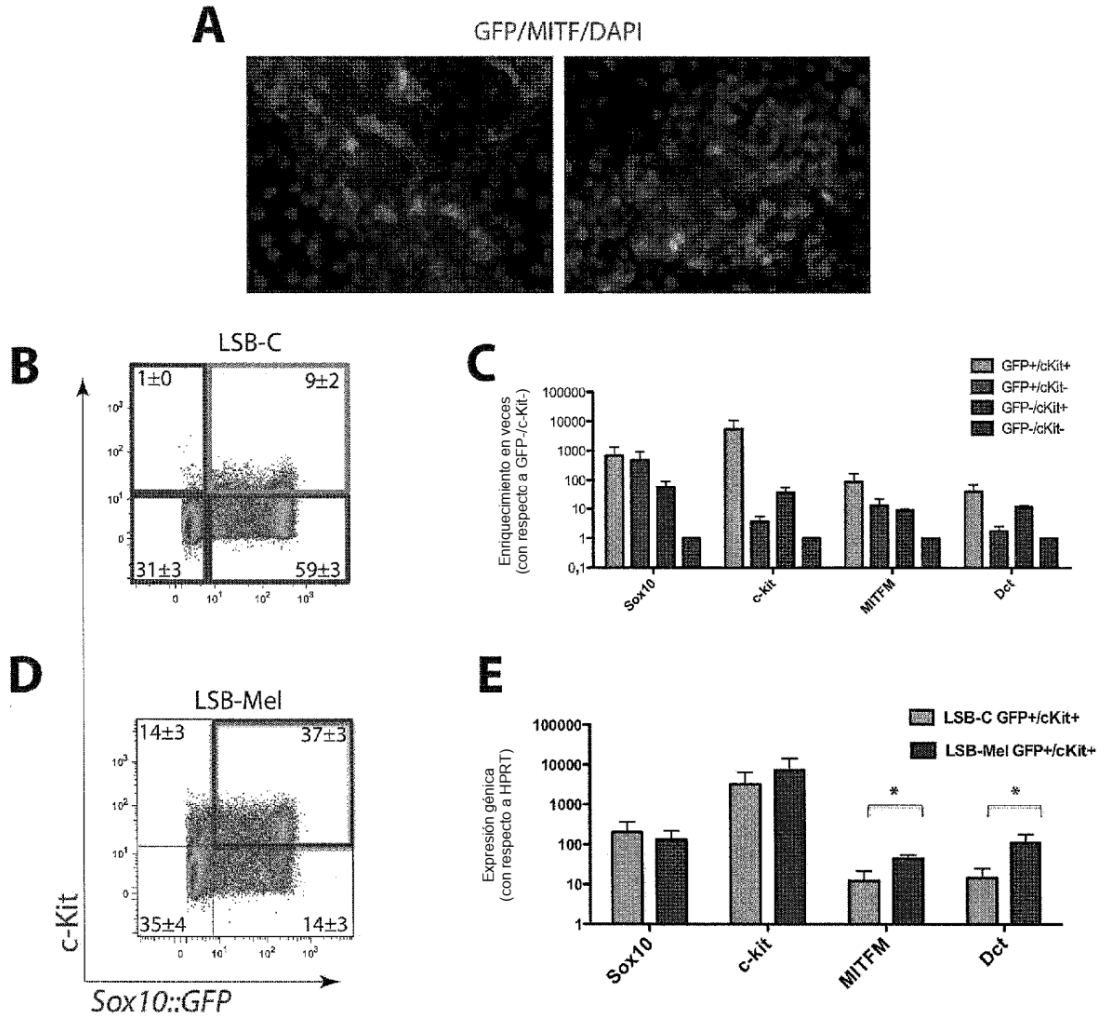 A
GFP/MITF/DAPI
B
LSB-C
1±0
9±2
31±3
59±3
10³
10²
10¹
0
0
10¹
10²
10³
C
GFP+/cKit+
GFP+/cKit-
GFP-/cKit+
GFP-/cKit-
Enriquecimiento en veces
(con respecto a GFP-/c-Kit-)
100000
10000
1000
100
10
1
0,1
Sox10
c-kit
MITFM
Dct
D
LSB-Mel
14±3
37±3
35±4
14±3
10³
10²
10¹
0
0
10¹
10²
10³
c-Kit
Sox10::GFP
E
LSB-C GFP+/cKit+
LSB-Mel GFP+/cKit+
Expresión génica
(con respecto a HPRT)
100000
10000
1000
100
10
1
*
*
Sox10
c-kit
MITFM
Dct